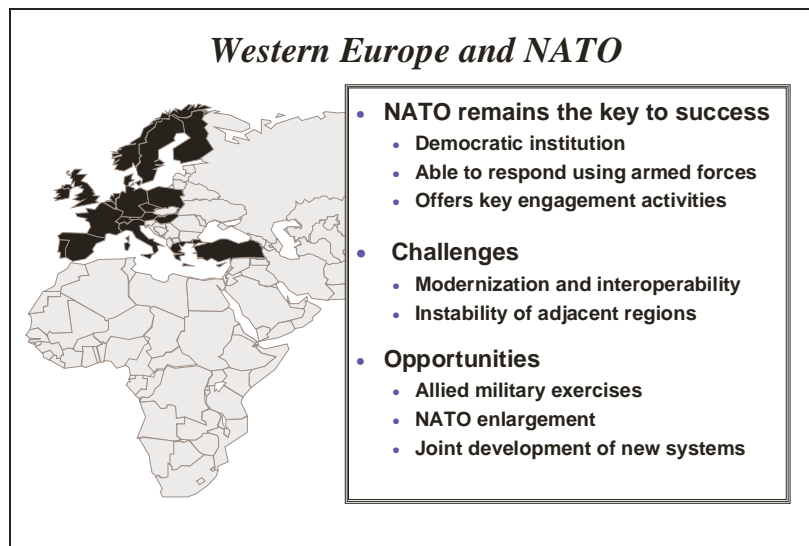 Western Europe and NATO
• NATO remains the key to success
• Democratic institution
• Able to respond using armed forces
• Offers key engagement activities
• Challenges
• Modernization and interoperability
• Instability of adjacent regions
• Opportunities
• Allied military exercises
• NATO enlargement
• Joint development of new systems